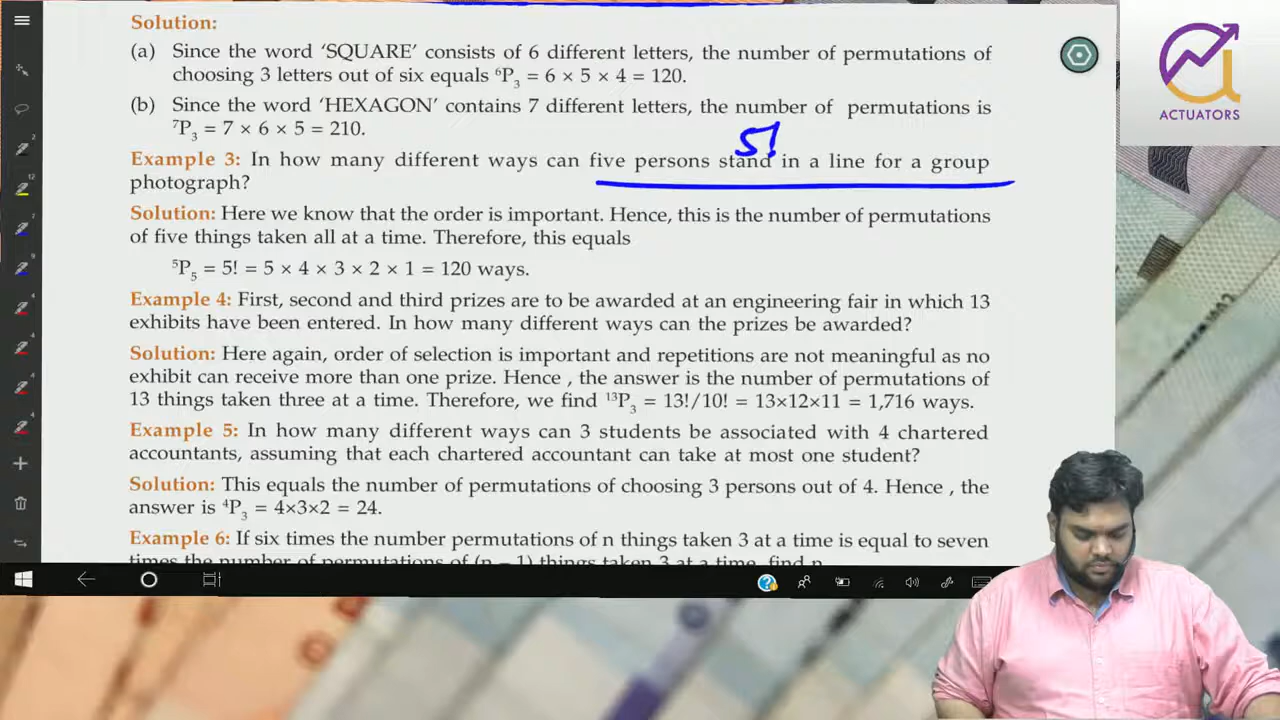 Solution:
(a) Since the word ‘SQUARE’ consists of 6 different letters, the number of permutations of
choosing 3 letters out of six equals ⁶P₃ = 6 × 5 × 4 = 120.
(b) Since the word ‘HEXAGON’ contains 7 different letters, the number of permutations is
⁷P₃ = 7 × 6 × 5 = 210.
5!
Example 3: In how many different ways can five persons stand in a line for a group
photograph?
Solution: Here we know that the order is important. Hence, this is the number of permutations
of five things taken all at a time. Therefore, this equals
⁵P₅ = 5! = 5 × 4 × 3 × 2 × 1 = 120 ways.
Example 4: First, second and third prizes are to be awarded at an engineering fair in which 13
exhibits have been entered. In how many different ways can the prizes be awarded?
Solution: Here again, order of selection is important and repetitions are not meaningful as no
exhibit can receive more than one prize. Hence , the answer is the number of permutations of
13 things taken three at a time. Therefore, we find ¹³P₃ = 13!/10! = 13×12×11 = 1,716 ways.
Example 5: In how many different ways can 3 students be associated with 4 chartered
accountants, assuming that each chartered accountant can take at most one student?
Solution: This equals the number of permutations of choosing 3 persons out of 4. Hence , the
answer is ⁴P₃ = 4×3×2 = 24.
Example 6: If six times the number permutations of n things taken 3 at a time is equal to seven
times the number of permutations of (n – 1) things taken 3 at a time, find n
ACTUATORS